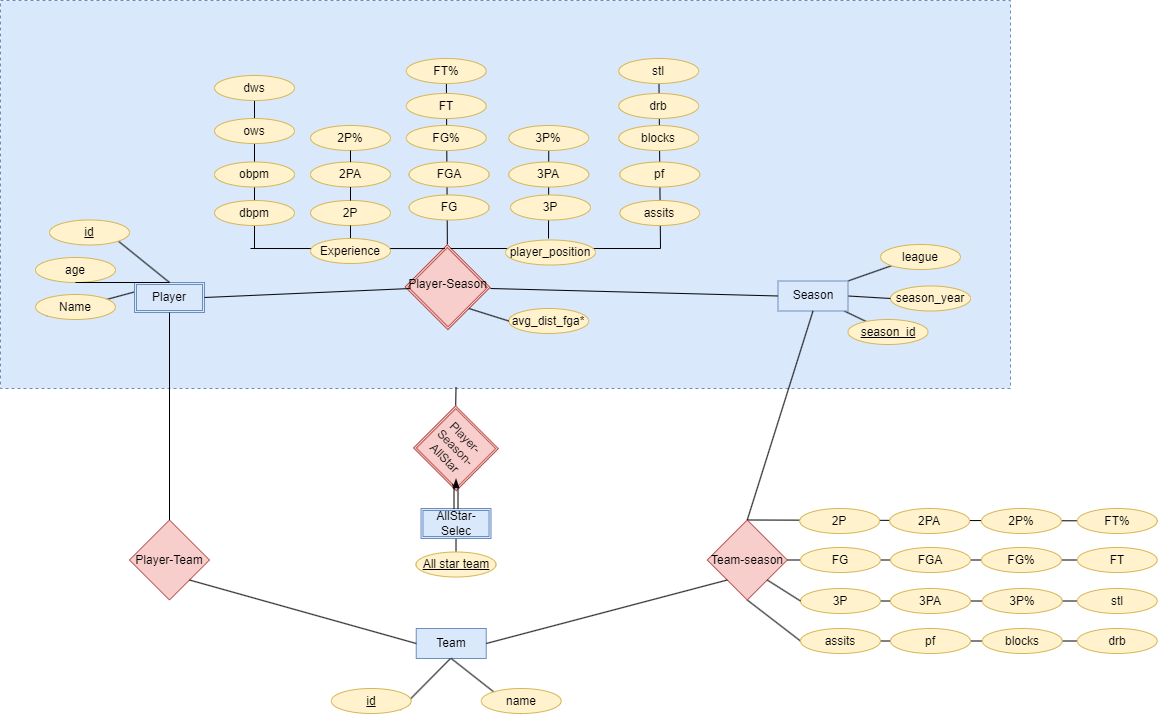 FT%
stl
dws
FT
drb
ows
2P%
FG%
3P%
blocks
obpm
2PA
FGA
3PA
pf
dbpm
2P
FG
3P
assits
id
Experience
player_position
league
age
Player-Season
Player
Season
season_year
Name
avg_dist_fga*
season_id
Player-
Season-
AllStar
AllStar-
Selec
All star team
2P
2PA
2P%
FT%
Player-Team
Team-season
FG
FGA
FG%
FT
3P
3PA
3P%
stl
Team
assits
pf
blocks
drb
id
name